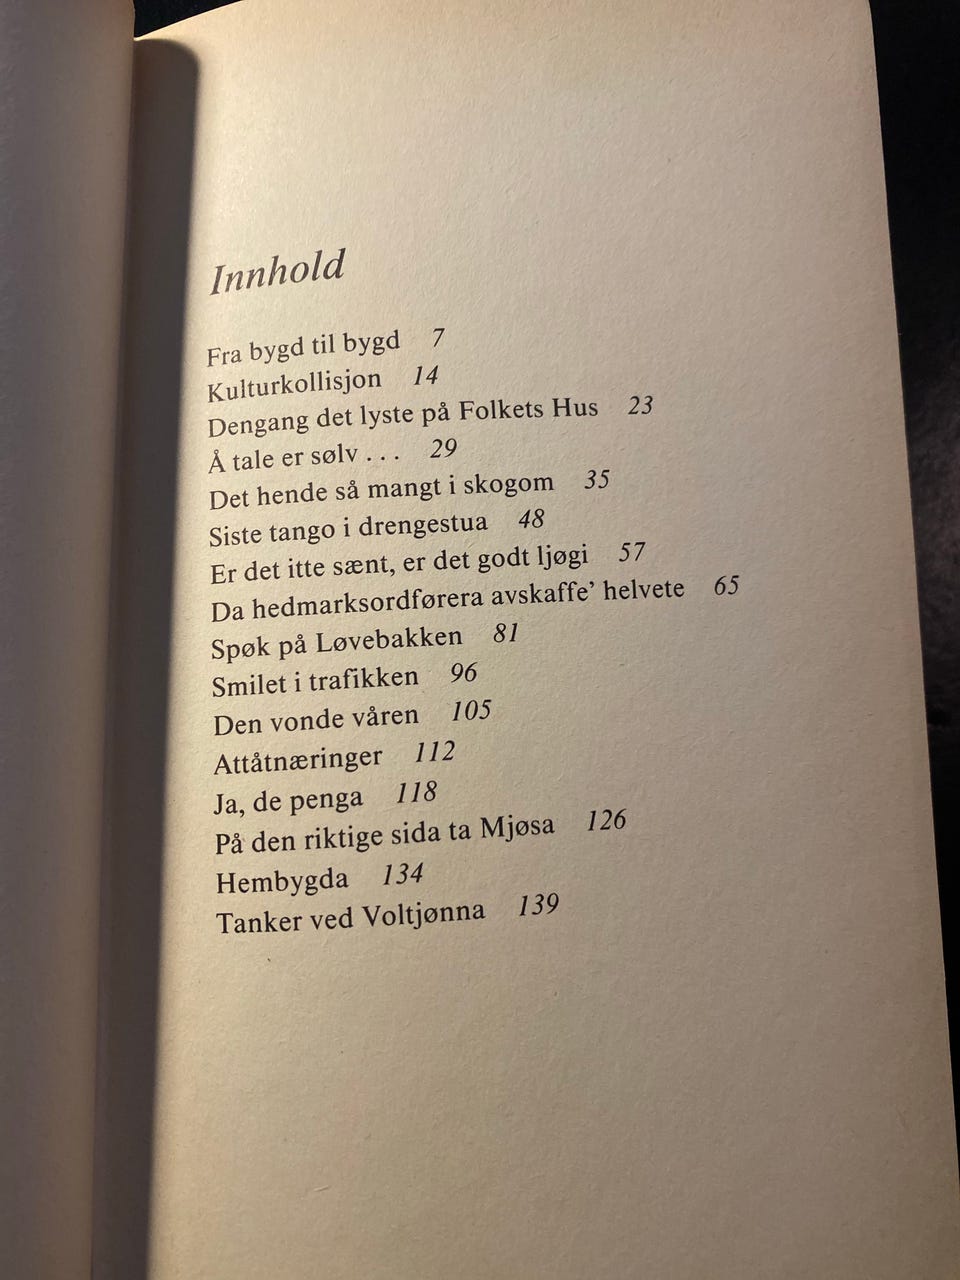 Innhold
Fra bygd til bygd 7
Kulturkollisjon 14
Dengang det lyste på Folkets Hus 23
Å tale er sølv . . . 29
Det hende så mangt i skogom 35
Siste tango i drengestua 48
Er det itte sænt, er det godt ljøgi 57
Da hedmarksordførera avskaffe’ helvete 65
Spøk på Løvebakken 81
Smilet i trafikken 96
Den vonde våren 105
Attåtnæringer 112
Ja, de penga 118
På den riktige sida ta Mjøsa 126
Hembygda 134
Tanker ved Voltjønna 139